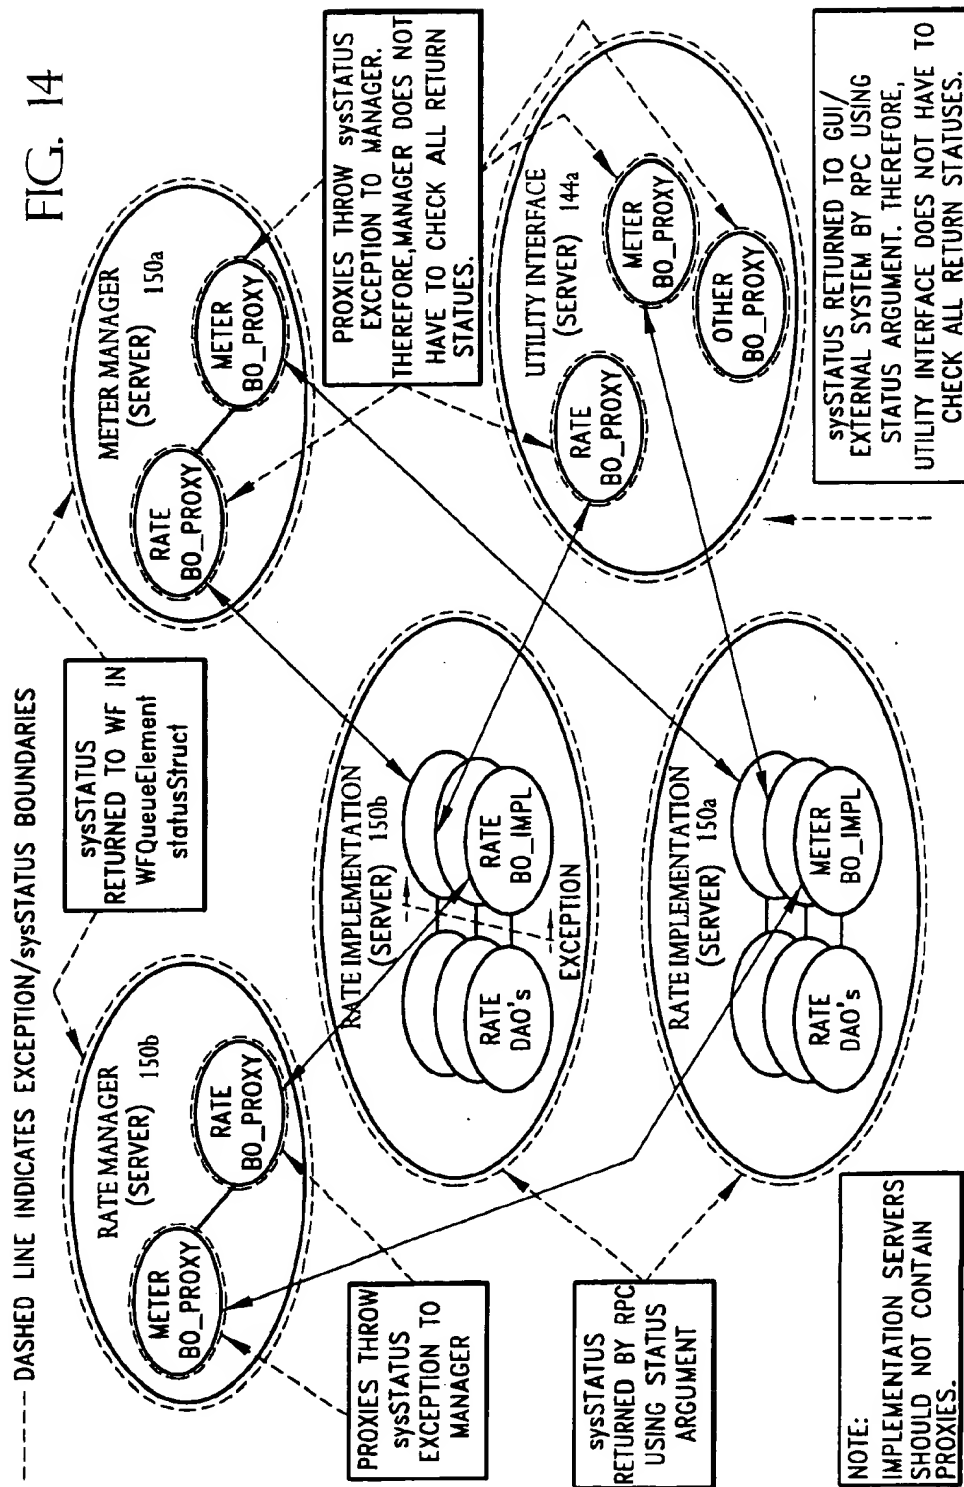 FIG. 14
----- DASHED LINE INDICATES EXCEPTION/sysSTATUS BOUNDARIES
RATE MANAGER
(SERVER) 150b
METER
BO_PROXY
RATE
BO_PROXY
sysSTATUS
RETURNED TO WF IN
WFQueueElement
statusStruct
METER MANAGER
(SERVER) 150a
RATE
BO_PROXY
METER
BO_PROXY
PROXIES THROW
sysSTATUS
EXCEPTION TO
MANAGER
RATE IMPLEMENTATION
(SERVER) 150b
RATE
DAO's
RATE
BO_IMPL
EXCEPTION
PROXIES THROW sysSTATUS
EXCEPTION TO MANAGER.
THEREFORE,MANAGER DOES NOT
HAVE TO CHECK ALL RETURN
STATUES.
sysSTATUS
RETURNED BY RPC
USING STATUS
ARGUMENT
RATE IMPLEMENTATION
(SERVER) 150a
RATE
DAO's
METER
BO_IMPL
UTILITY INTERFACE
(SERVER) 144a
RATE
BO_PROXY
METER
BO_PROXY
OTHER
BO_PROXY
NOTE:
IMPLEMENTATION SERVERS
SHOULD NOT CONTAIN
PROXIES.
sysSTATUS RETURNED TO GUI/
EXTERNAL SYSTEM BY RPC USING
STATUS ARGUMENT. THEREFORE,
UTILITY INTERFACE DOES NOT HAVE TO
CHECK ALL RETURN STATUSES.